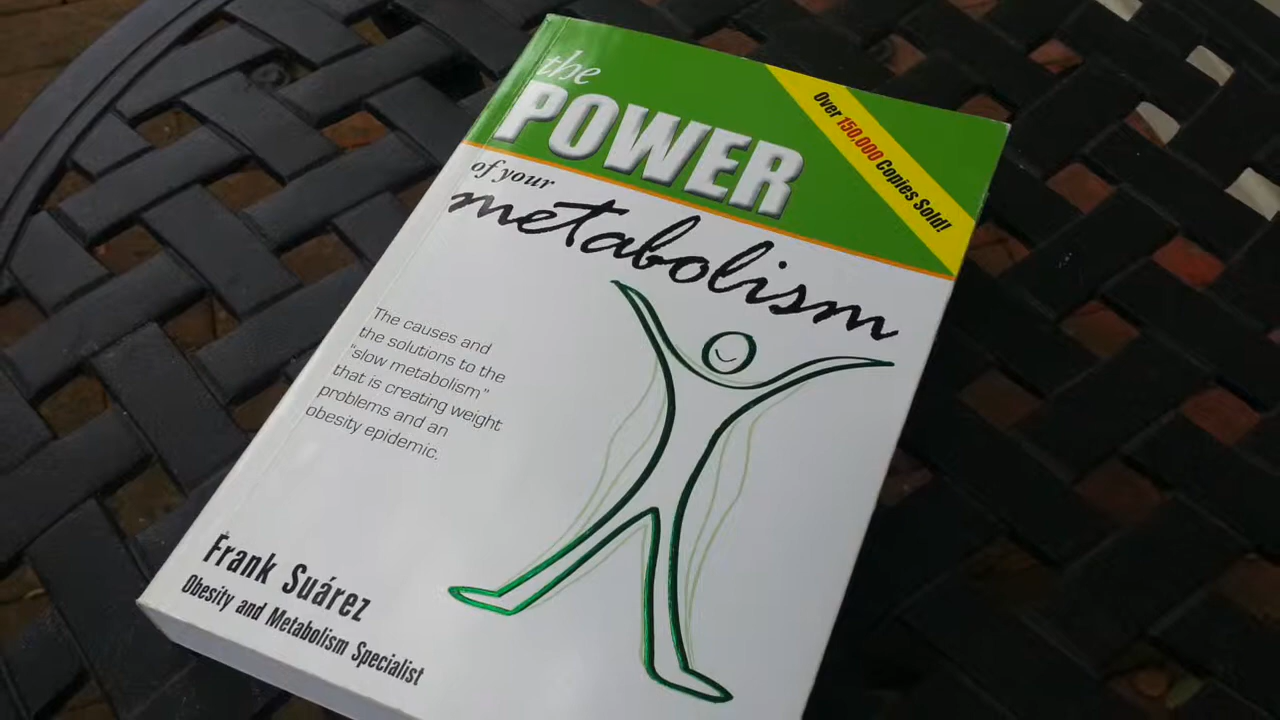 the
POWER
of your
metabolism
Over 150,000 Copies Sold!
The causes and
the solutions to the
"slow metabolism"
that is creating weight
problems and an
obesity epidemic.
Frank Suárez
Obesity and Metabolism Specialist